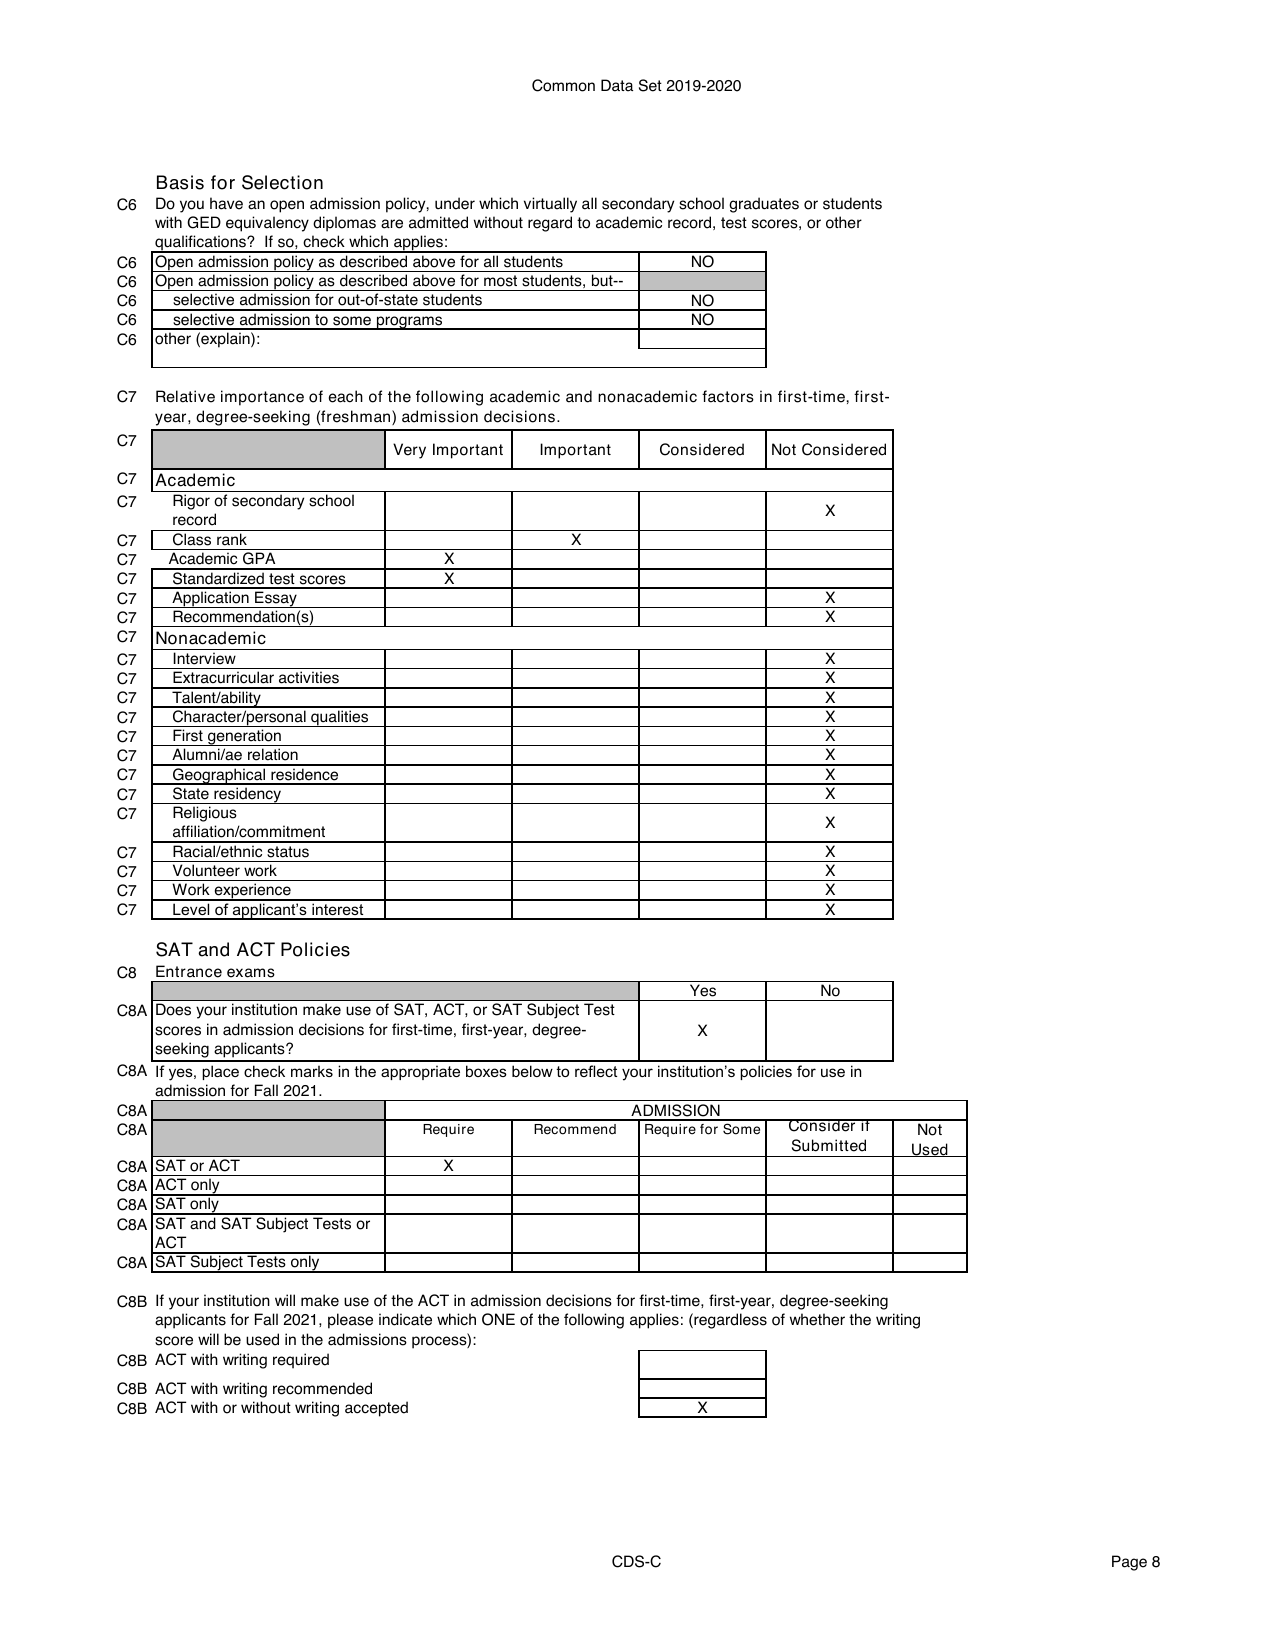 Common Data Set 2019-2020
Basis for Selection
C6 Do you have an open admission policy, under which virtually all secondary school graduates or students
with GED equivalency diplomas are admitted without regard to academic record, test scores, or other
qualifications? If so, check which applies:
C6 Open admission policy as described above for all students NO
C6 Open admission policy as described above for most students, but--
C6 selective admission for out-of-state students NO
C6 selective admission to some programs NO
C6 other (explain):
C7 Relative importance of each of the following academic and nonacademic factors in first-time, first-
year, degree-seeking (freshman) admission decisions.
C7 Very Important Important Considered Not Considered
C7 Academic
C7 Rigor of secondary school
record X
C7 Class rank X
C7 Academic GPA X
C7 Standardized test scores X
C7 Application Essay X
C7 Recommendation(s) X
C7 Nonacademic
C7 Interview X
C7 Extracurricular activities X
C7 Talent/ability X
C7 Character/personal qualities X
C7 First generation X
C7 Alumni/ae relation X
C7 Geographical residence X
C7 State residency X
C7 Religious
affiliation/commitment X
C7 Racial/ethnic status X
C7 Volunteer work X
C7 Work experience X
C7 Level of applicant's interest X
SAT and ACT Policies
C8 Entrance exams
Yes No
C8A Does your institution make use of SAT, ACT, or SAT Subject Test
scores in admission decisions for first-time, first-year, degree- X
seeking applicants?
C8A If yes, place check marks in the appropriate boxes below to reflect your institution's policies for use in
admission for Fall 2021.
C8A ADMISSION
C8A Require Recommend Require for Some Consider if Not
Submitted Used
C8A SAT or ACT X
C8A ACT only
C8A SAT only
C8A SAT and SAT Subject Tests or
ACT
C8A SAT Subject Tests only
C8B If your institution will make use of the ACT in admission decisions for first-time, first-year, degree-seeking
applicants for Fall 2021, please indicate which ONE of the following applies: (regardless of whether the writing
score will be used in the admissions process):
C8B ACT with writing required
C8B ACT with writing recommended
C8B ACT with or without writing accepted X
CDS-C Page 8